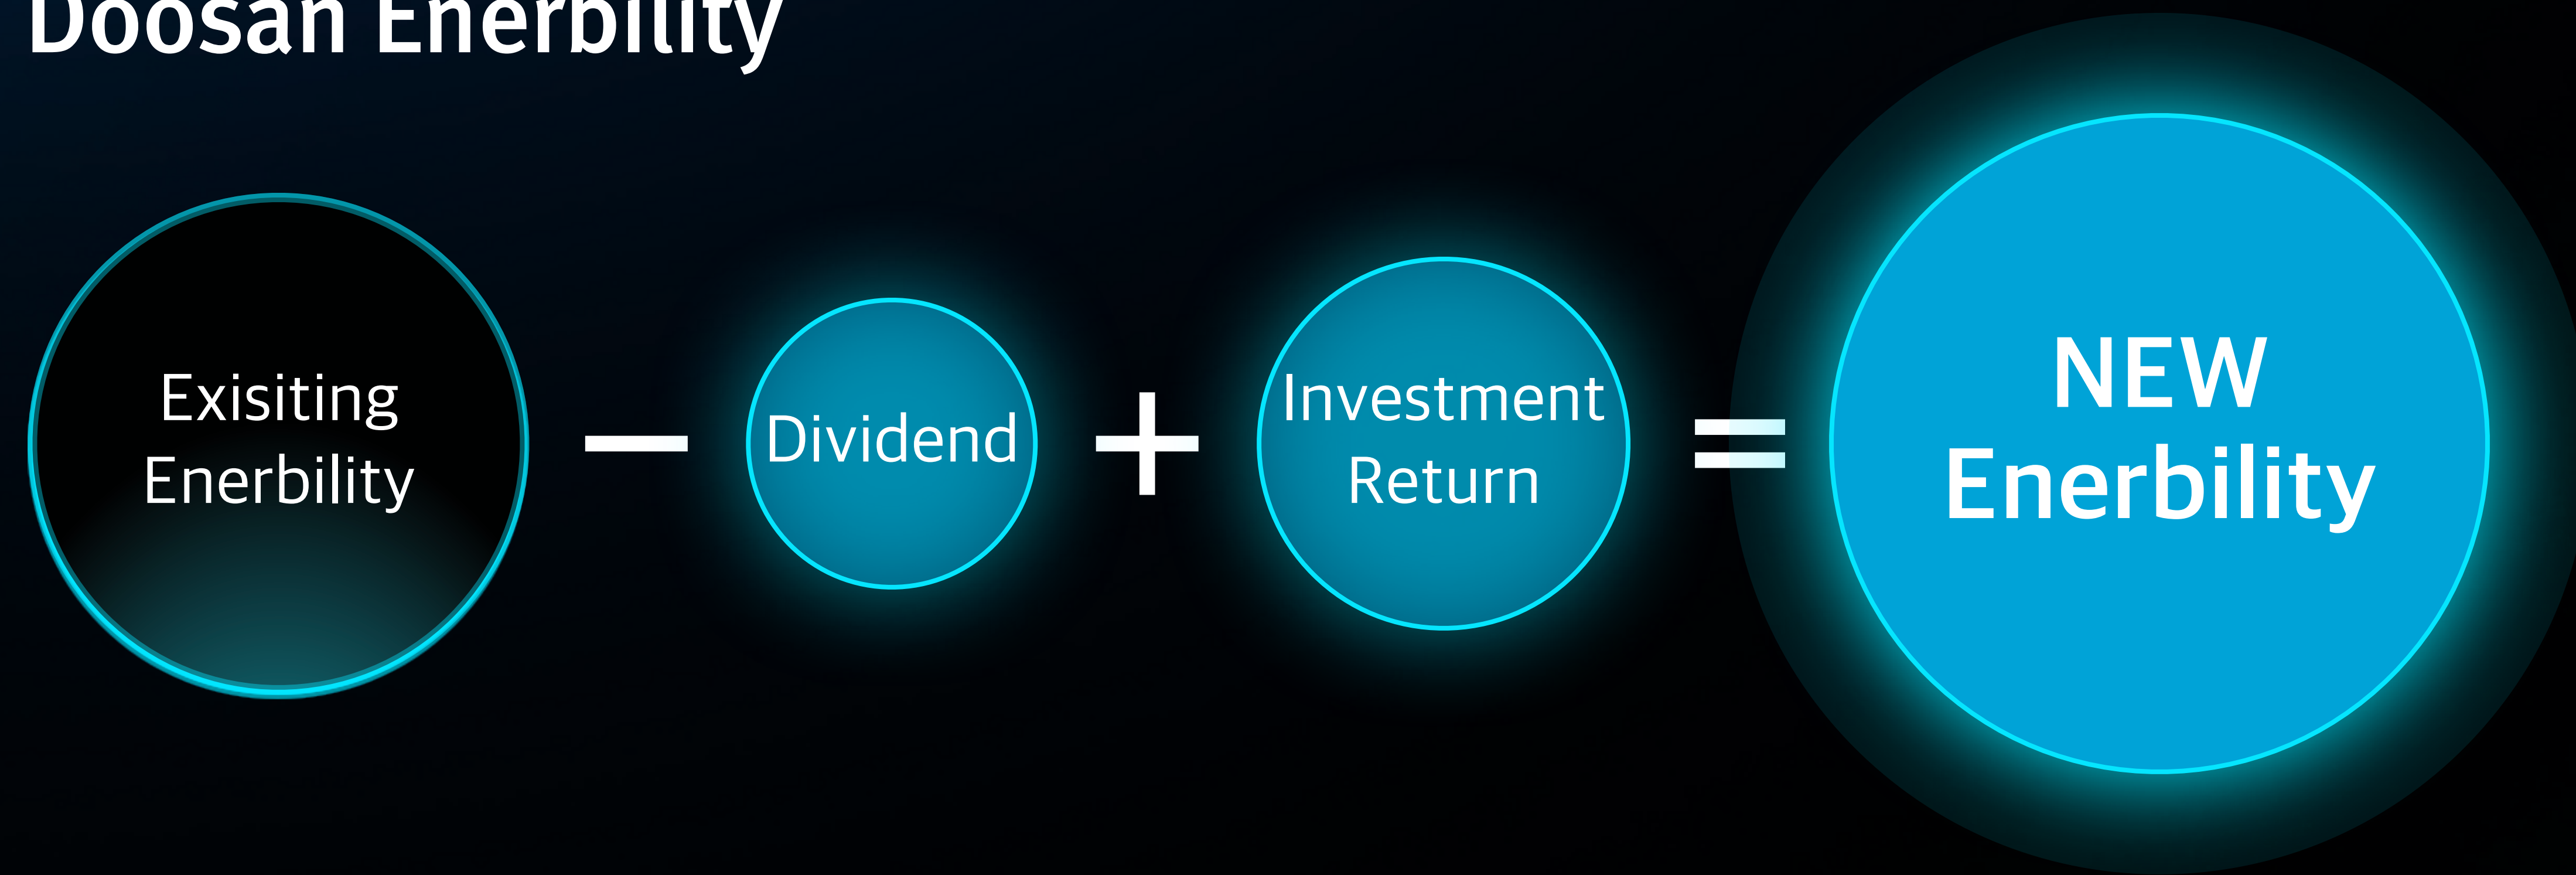 Doosan Enerbility
Exisiting
Enerbility
−
Dividend
+
Investment
Return
=
NEW
Enerbility